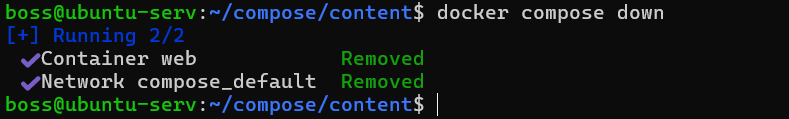 boss@ubuntu-serv:~/compose/content$ docker compose down
[+] Running 2/2
✔Container web Removed
✔Network compose_default Removed
boss@ubuntu-serv:~/compose/content$